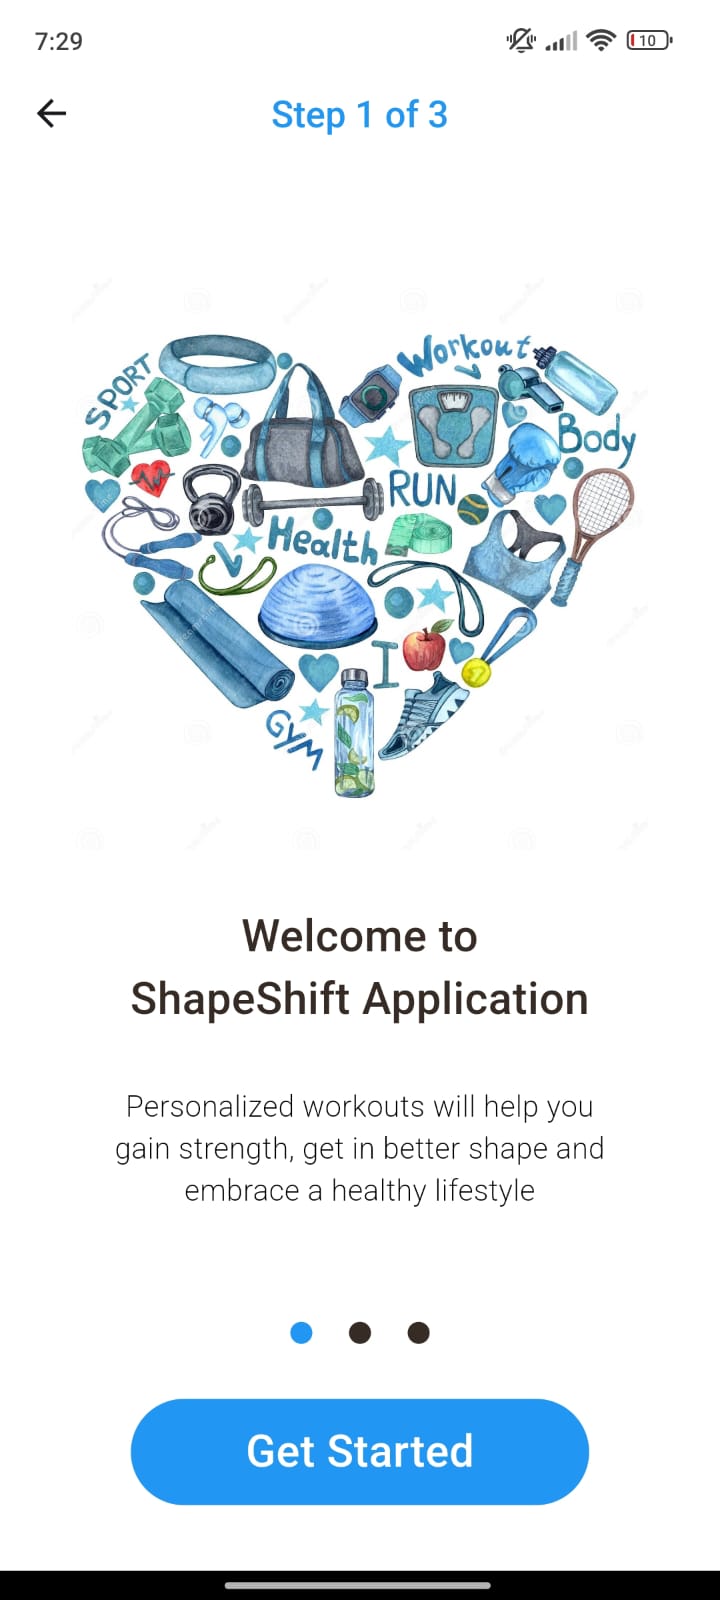 7:29
10
Step 1 of 3
SPORT
Workout
Body
RUN
Health
I
GYM
Welcome to
ShapeShift Application
Personalized workouts will help you
gain strength, get in better shape and
embrace a healthy lifestyle
Get Started